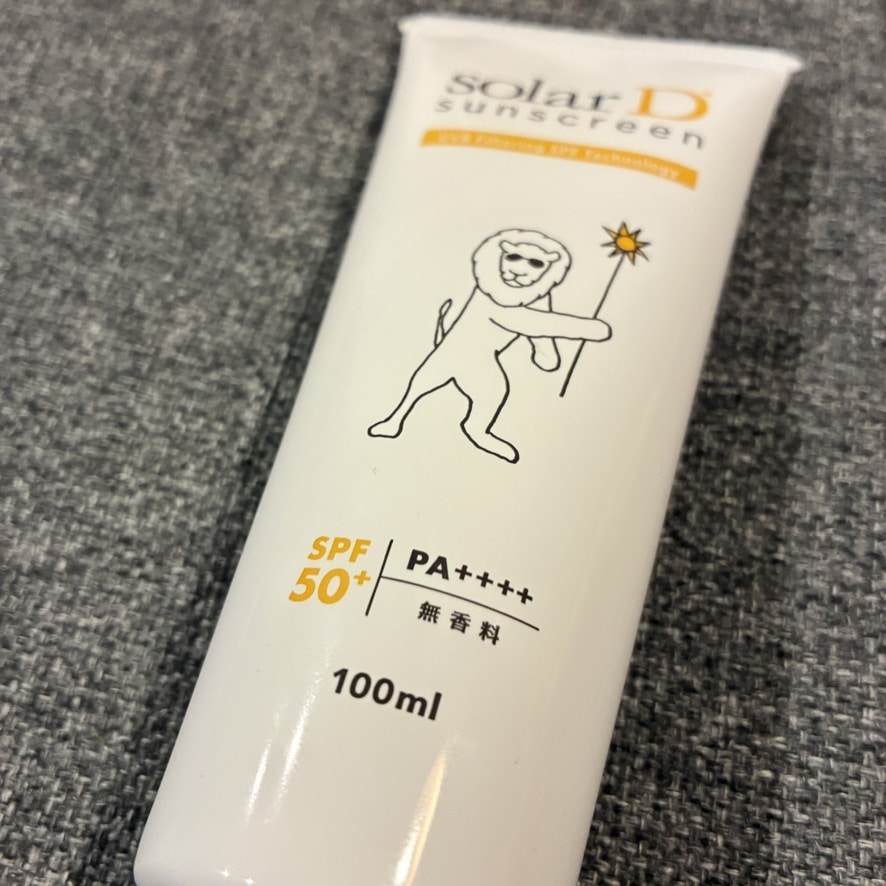 solar D
sunscreen
UVB Filtering SPF Technology
SPF
50+
PA++++
無香料
100ml